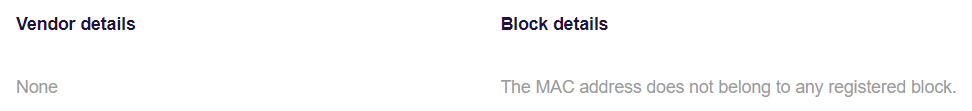 Vendor details
Block details
None
The MAC address does not belong to any registered block.